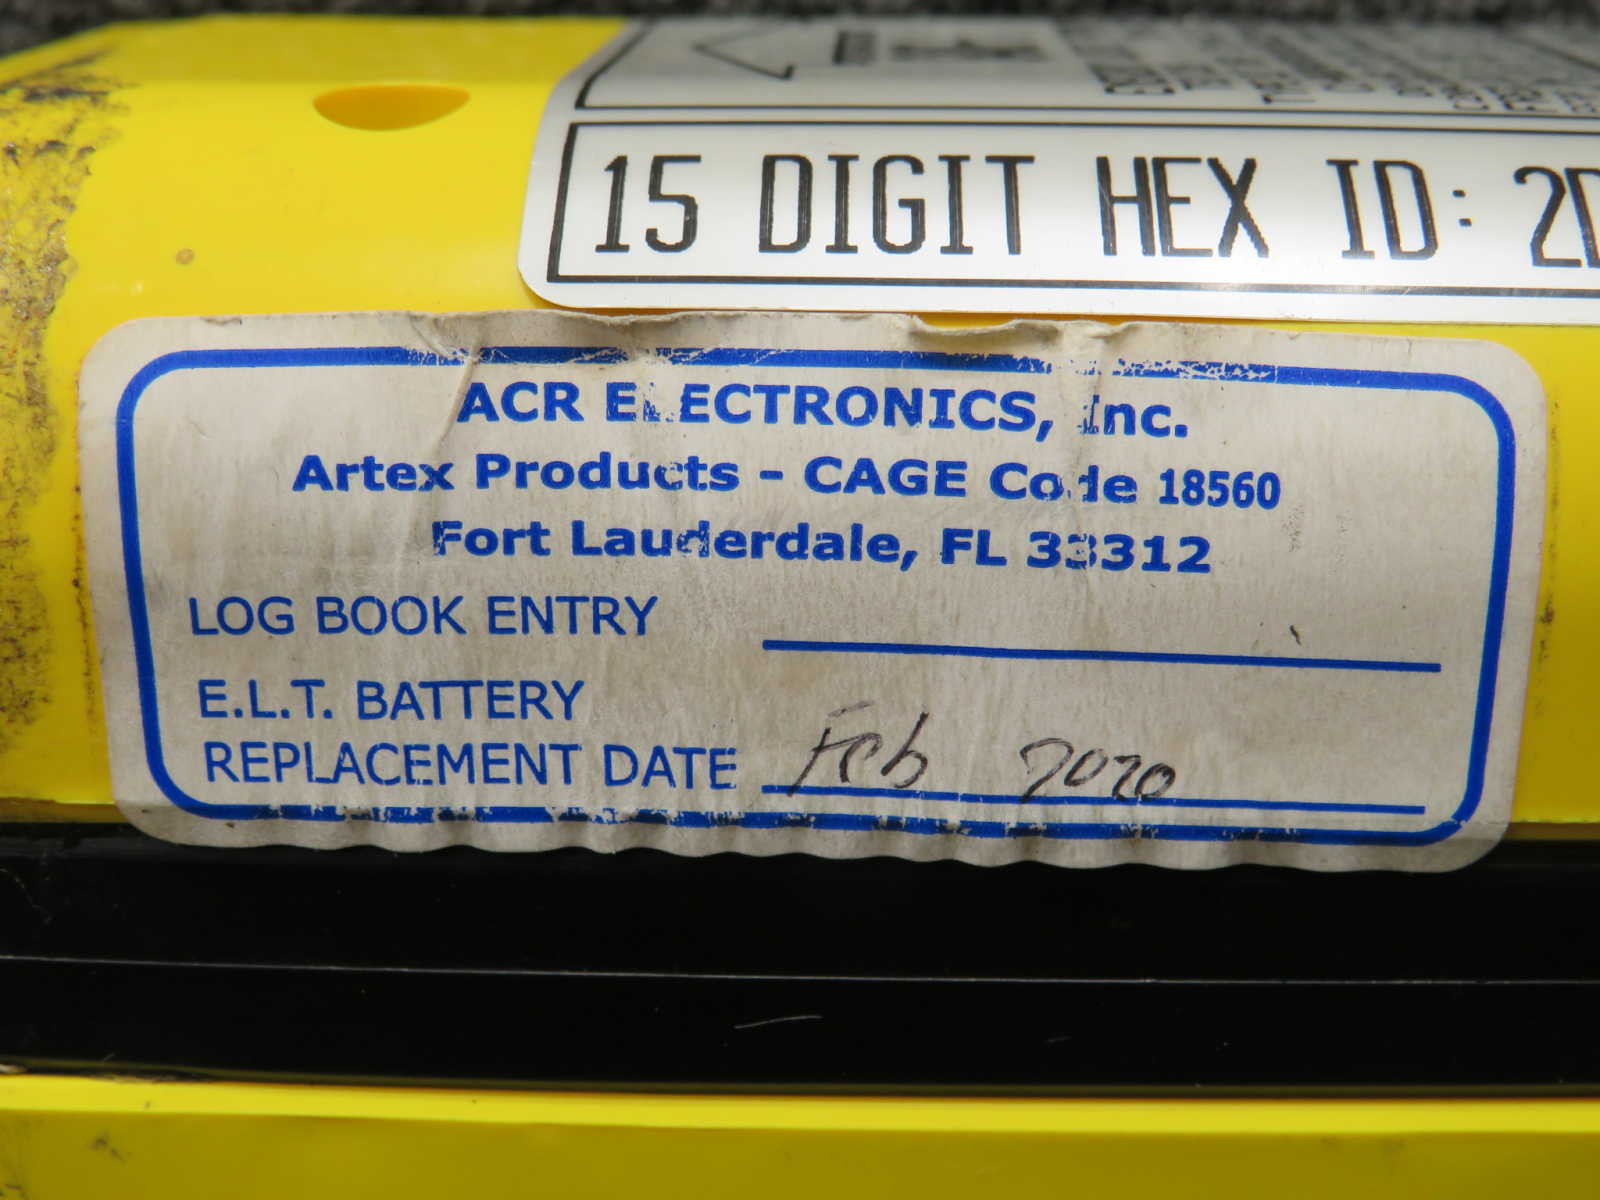 15 DIGIT HEX ID: 2D
ACR ELECTRONICS, Inc.
Artex Products - CAGE Code 18560
Fort Lauderdale, FL 33312
LOG BOOK ENTRY
E.L.T. BATTERY
REPLACEMENT DATE Feb 2020